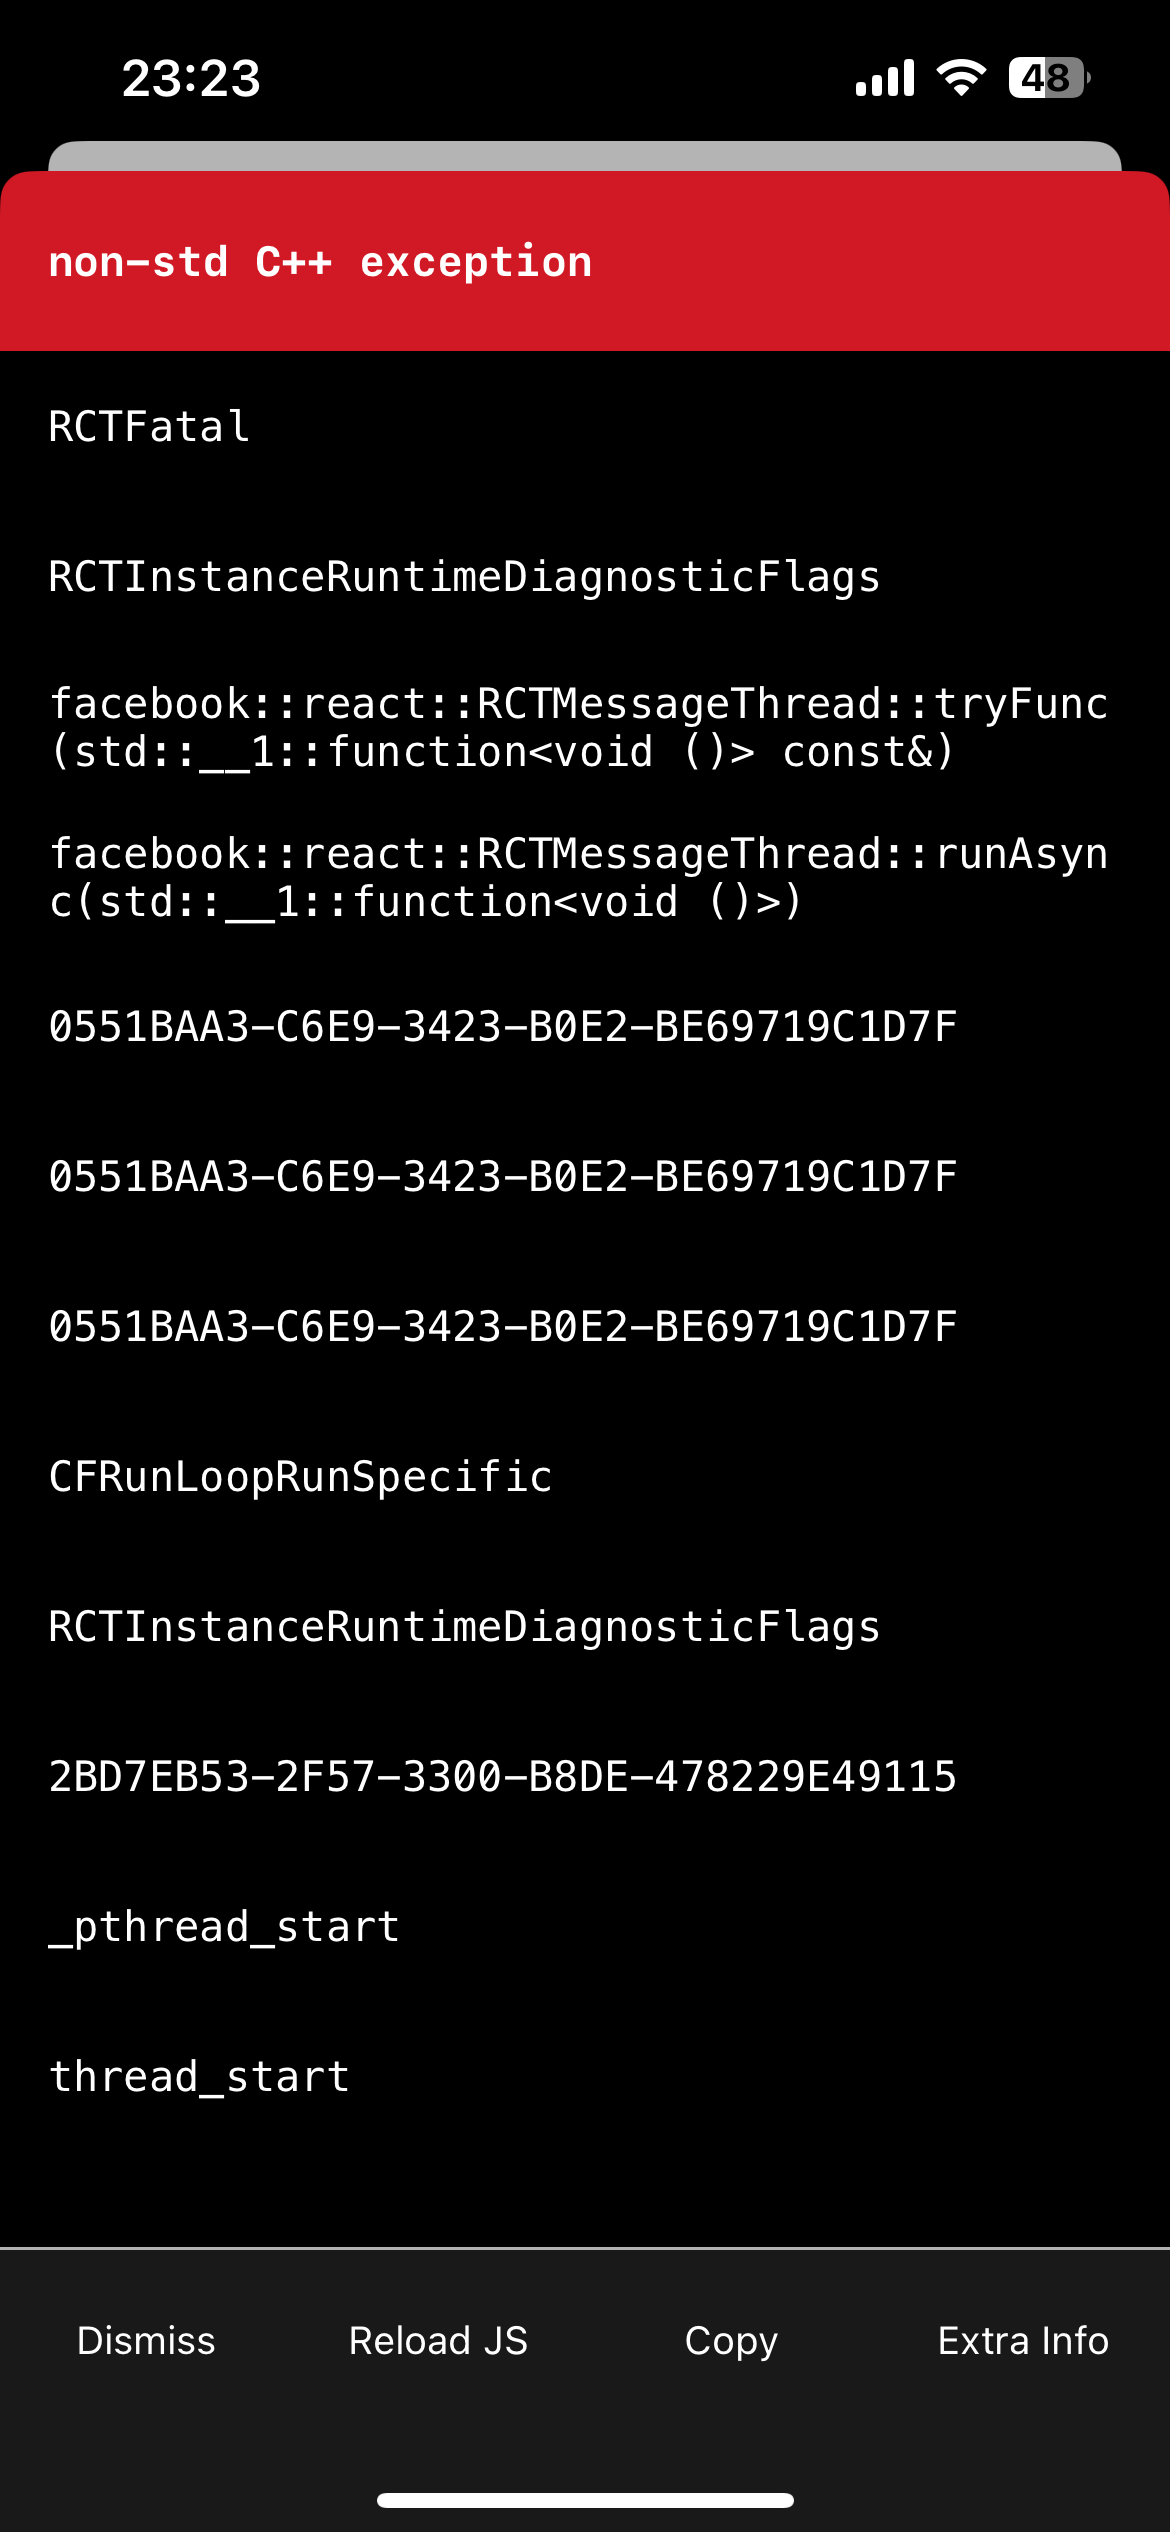 23:23
48
non-std C++ exception
RCTFatal
RCTInstanceRuntimeDiagnosticFlags
facebook::react::RCTMessageThread::tryFunc
(std::__1::function<void ()> const&)
facebook::react::RCTMessageThread::runAsyn
c(std::__1::function<void ()>)
0551BAA3-C6E9-3423-B0E2-BE69719C1D7F
0551BAA3-C6E9-3423-B0E2-BE69719C1D7F
0551BAA3-C6E9-3423-B0E2-BE69719C1D7F
CFRunLoopRunSpecific
RCTInstanceRuntimeDiagnosticFlags
2BD7EB53-2F57-3300-B8DE-478229E49115
_pthread_start
thread_start
Dismiss Reload JS Copy Extra Info